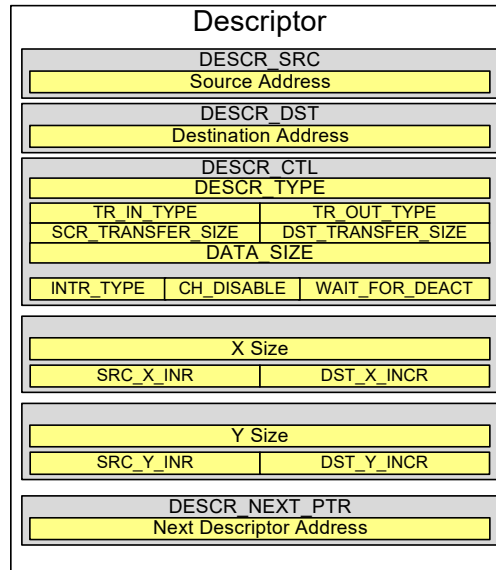 Descriptor
DESCR_SRC
Source Address
DESCR_DST
Destination Address
DESCR_CTL
DESCR_TYPE
TR_IN_TYPE TR_OUT_TYPE
SCR_TRANSFER_SIZE DST_TRANSFER_SIZE
DATA_SIZE
INTR_TYPE CH_DISABLE WAIT_FOR_DEACT
X Size
SRC_X_INR DST_X_INCR
Y Size
SRC_Y_INR DST_Y_INCR
DESCR_NEXT_PTR
Next Descriptor Address